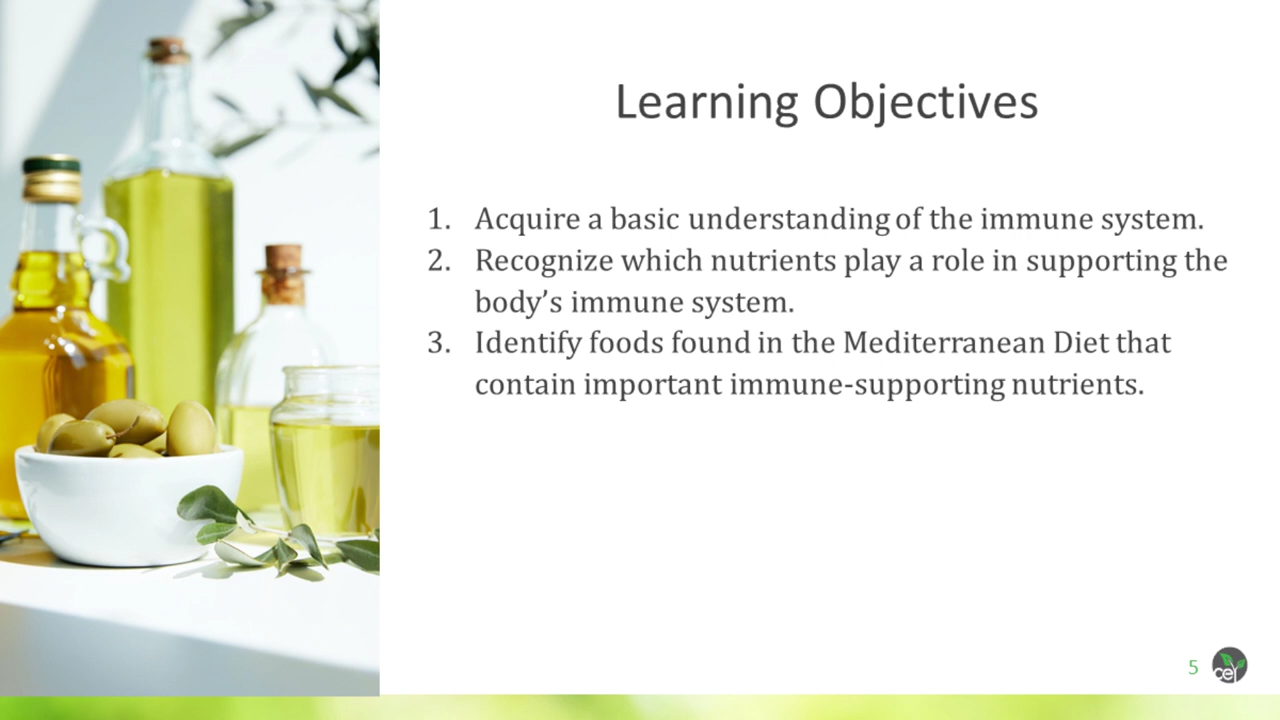 Learning Objectives
1. Acquire a basic understanding of the immune system.
2. Recognize which nutrients play a role in supporting the
body’s immune system.
3. Identify foods found in the Mediterranean Diet that
contain important immune-supporting nutrients.
5
cey